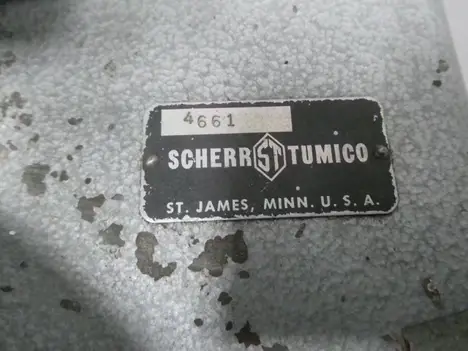 4661
SCHERR ST TUMICO
ST. JAMES, MINN. U. S. A.